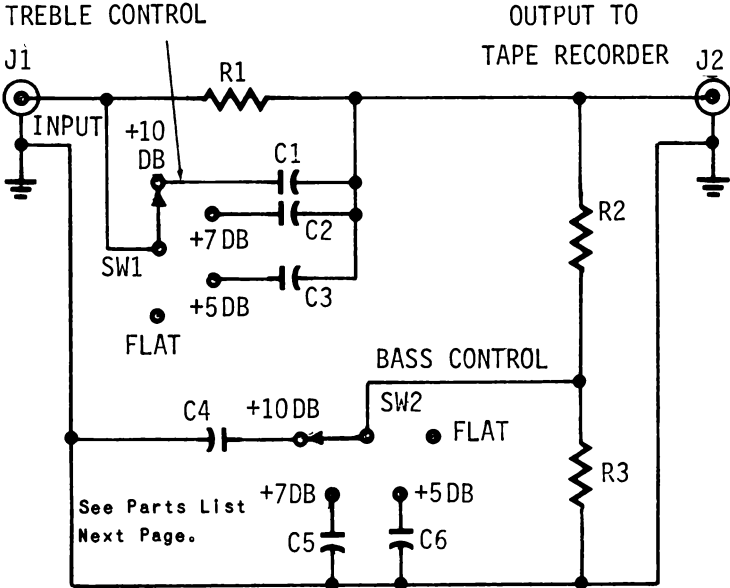 TREBLE CONTROL
OUTPUT TO
TAPE RECORDER
J1
J2
R1
INPUT
+10
DB
C1
C2
+7DB
R2
SW1
C3
+5DB
FLAT
BASS CONTROL
C4
+10DB
SW2
FLAT
R3
+7DB
+5DB
See Parts List
Next Page.
C5
C6